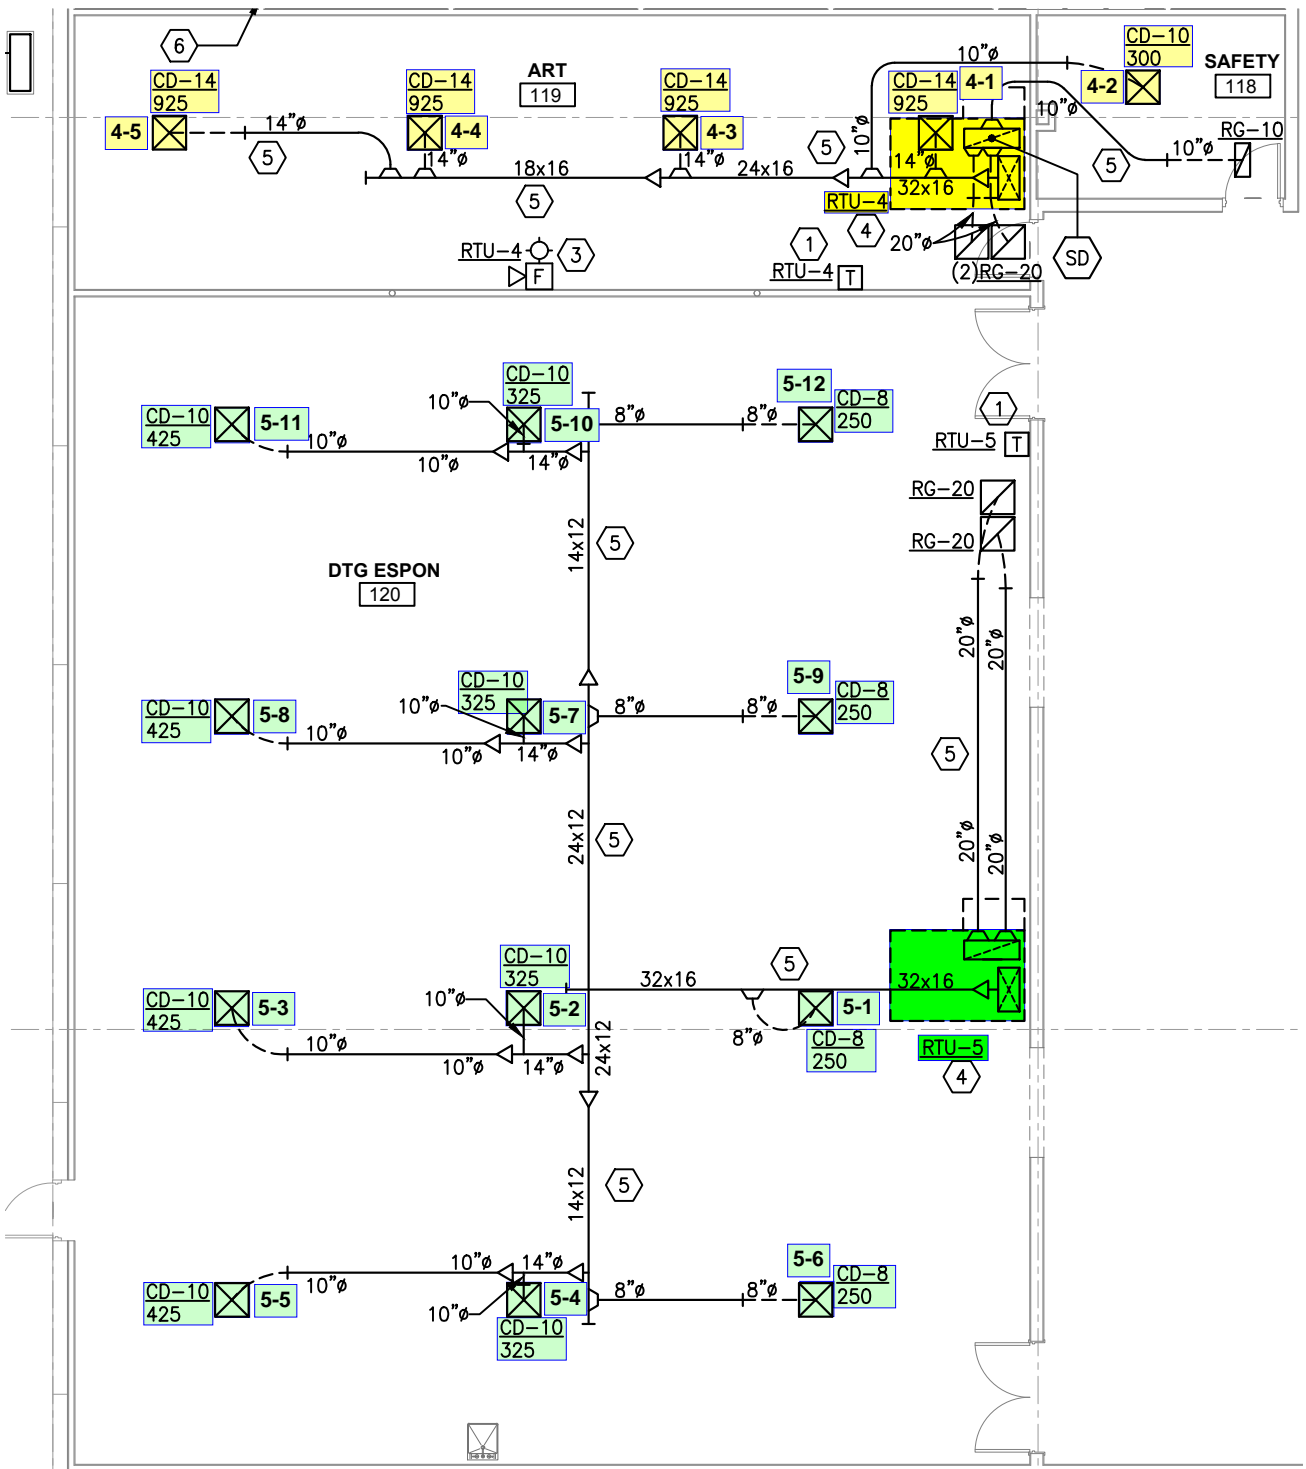 6
CD-14
925
4-5
14"ø
5
CD-14
925
4-4
14"ø
ART
119
CD-14
925
4-3
14"ø
18x16
5
24x16
5
10"ø
10"ø
CD-14
925
4-1
14"ø
32x16
RTU-4
4
CD-10
300
4-2
SAFETY
118
10"ø
RG-10
10"ø
5
20"ø
(2)RG-20
SD
RTU-4
3
F
1
RTU-4
T
CD-10
425
5-11
10"ø
10"ø
10"ø
CD-10
325
5-10
14"ø
8"ø
8"ø
5-12
CD-8
250
1
RTU-5
T
RG-20
RG-20
14x12
5
DTG ESPON
120
20"ø
20"ø
CD-10
425
5-8
10"ø
10"ø
10"ø
CD-10
325
5-7
14"ø
8"ø
8"ø
5-9
CD-8
250
5
24x12
5
20"ø
20"ø
CD-10
425
5-3
10"ø
10"ø
10"ø
CD-10
325
5-2
14"ø
24x12
32x16
5
8"ø
5-1
CD-8
250
32x16
RTU-5
4
14x12
5
CD-10
425
5-5
10"ø
10"ø
14"ø
10"ø
5-4
CD-10
325
8"ø
8"ø
5-6
CD-8
250